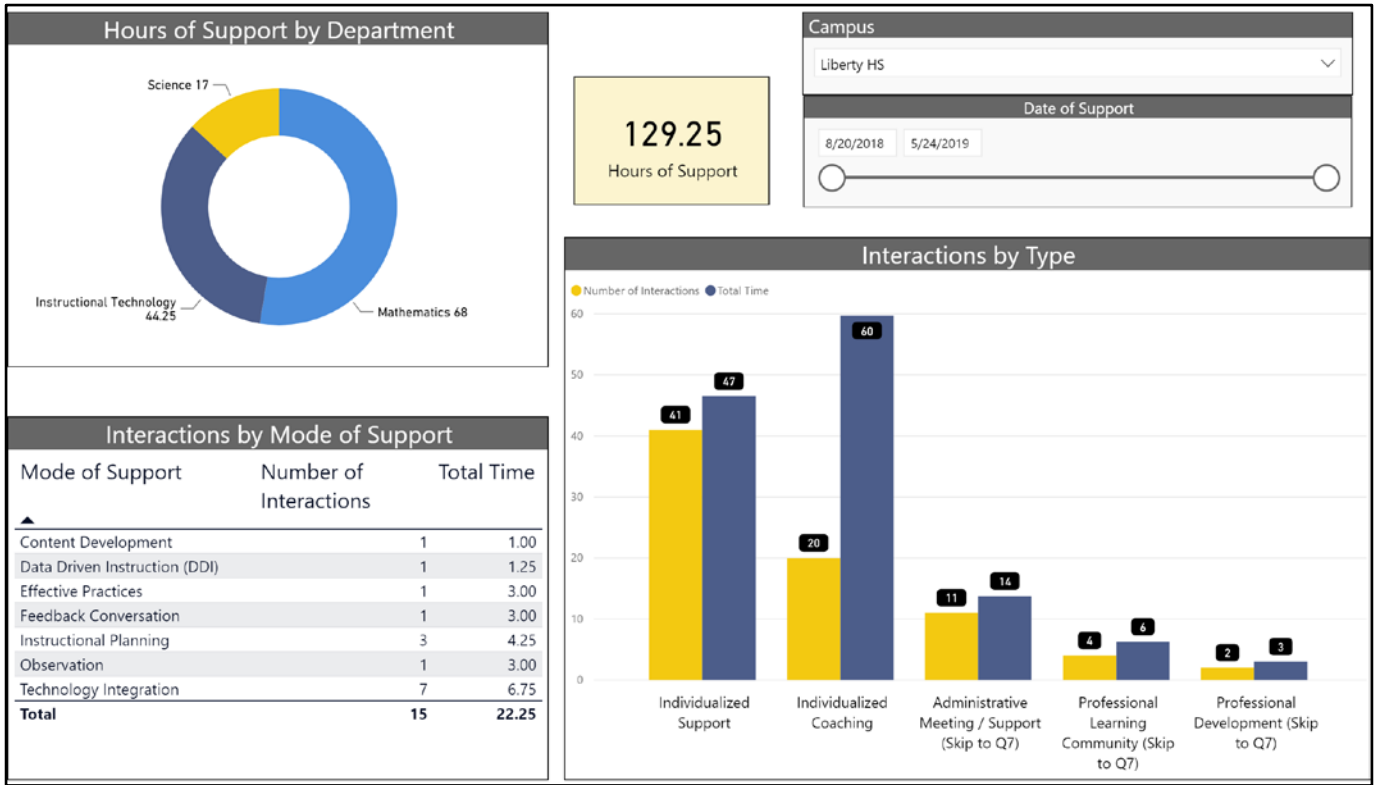 Hours of Support by Department
Science 17
Instructional Technology
44.25
Mathematics 68
129.25
Hours of Support
Campus
Liberty HS
Date of Support
8/20/2018 5/24/2019
Interactions by Mode of Support
Mode of Support Number of Interactions Total Time
Content Development 1 1.00
Data Driven Instruction (DDI) 1 1.25
Effective Practices 1 3.00
Feedback Conversation 1 3.00
Instructional Planning 3 4.25
Observation 1 3.00
Technology Integration 7 6.75
Total 15 22.25
Interactions by Type
Number of Interactions Total Time
60
50
40
30
20
10
0
41
47
20
60
11
14
4
6
2
3
Individualized
Support
Individualized
Coaching
Administrative
Meeting / Support
(Skip to Q7)
Professional
Learning
Community (Skip
to Q7)
Professional
Development (Skip
to Q7)